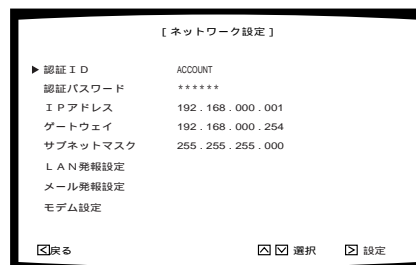 [ ネットワーク設定 ]
▶ 認証ＩＤ ACCOUNT
認証パスワード ******
ＩＰアドレス 192 . 168 . 000 . 001
ゲートウェイ 192 . 168 . 000 . 254
サブネットマスク 255 . 255 . 255 . 000
ＬＡＮ発報設定
メール発報設定
モデム設定
戻る 選択 設定